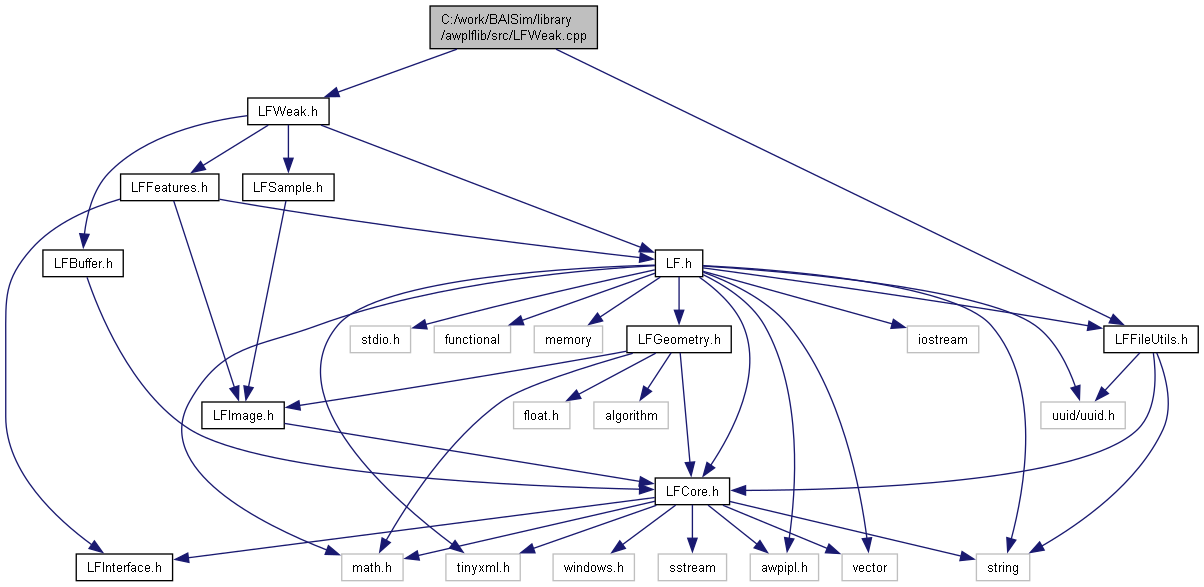 C:/work/BAISim/library
/awplflib/src/LFWeak.cpp
LFWeak.h
LFFeatures.h
LFSample.h
LFBuffer.h
LF.h
stdio.h
functional
memory
LFGeometry.h
iostream
LFFileUtils.h
LFImage.h
float.h
algorithm
uuid/uuid.h
LFCore.h
LFInterface.h
math.h
tinyxml.h
windows.h
sstream
awpipl.h
vector
string